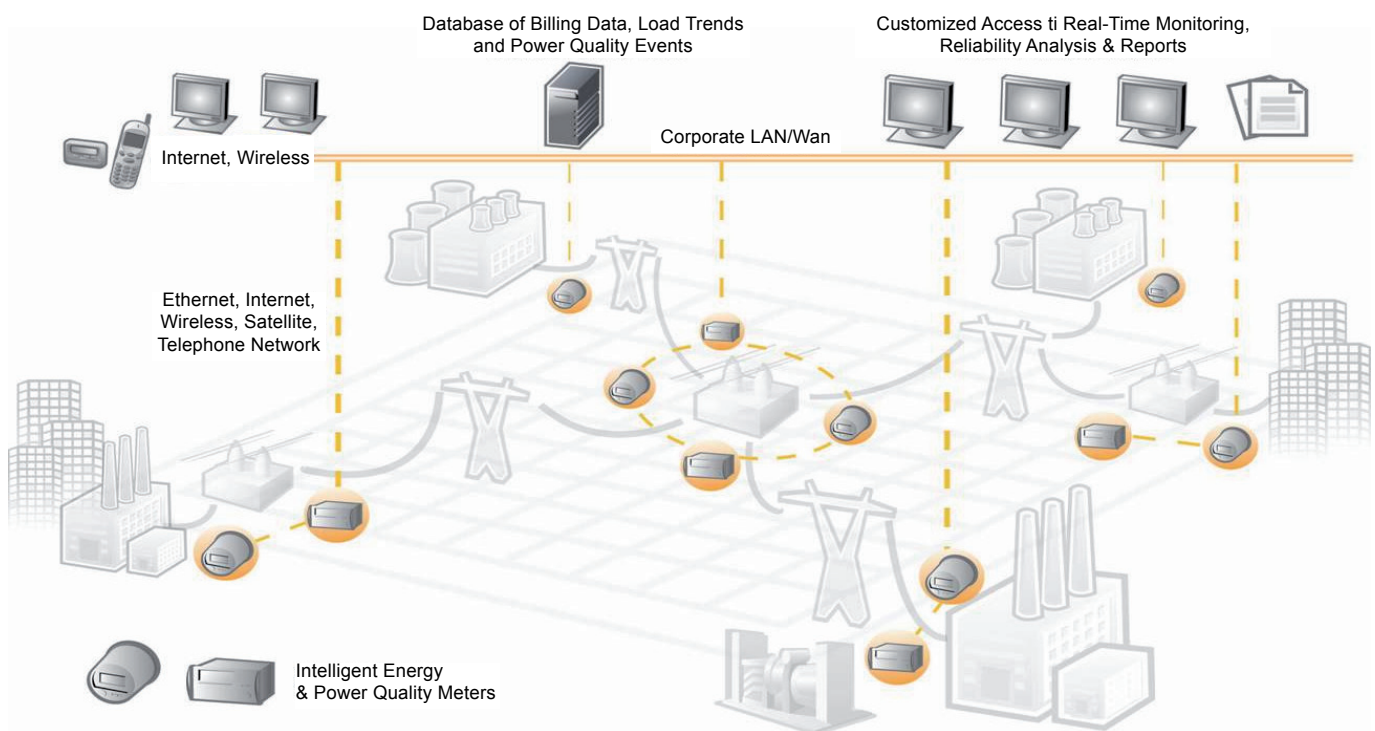 Database of Billing Data, Load Trends
and Power Quality Events
Customized Access ti Real-Time Monitoring,
Reliability Analysis & Reports
Corporate LAN/Wan
Internet, Wireless
Ethernet, Internet,
Wireless, Satellite,
Telephone Network
Intelligent Energy
& Power Quality Meters